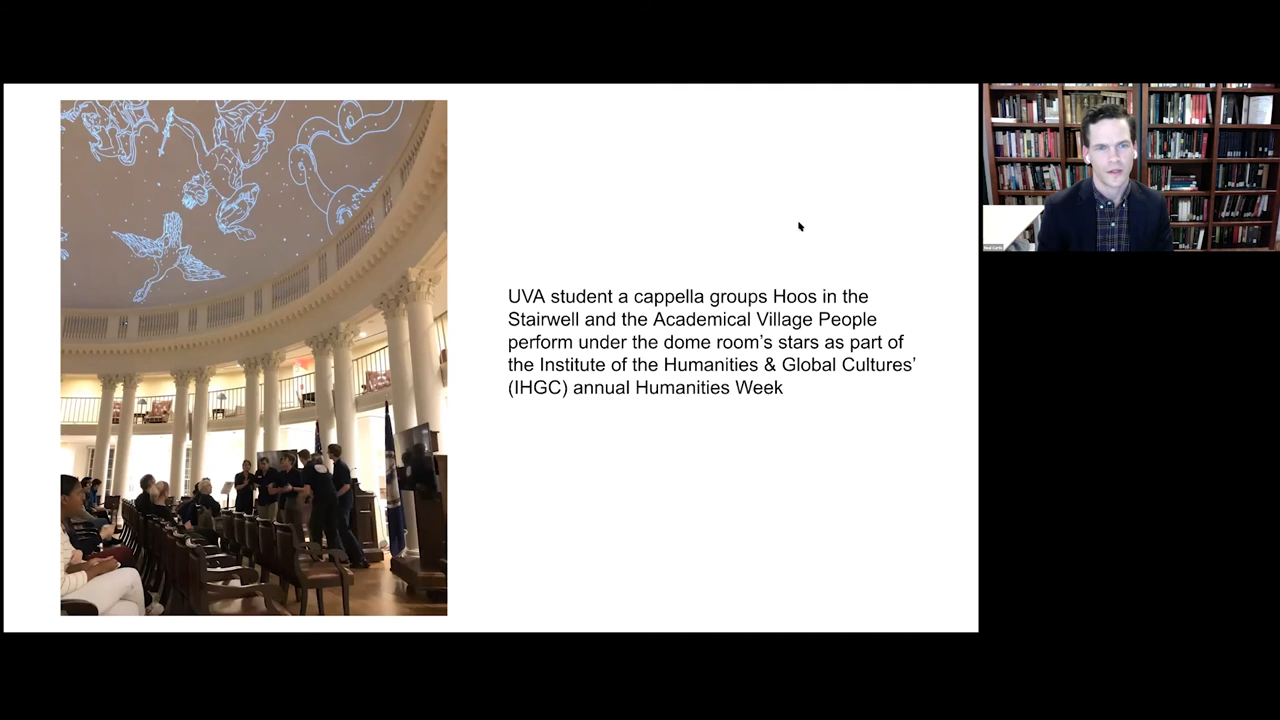 UVA student a cappella groups Hoos in the
Stairwell and the Academical Village People
perform under the dome room’s stars as part of
the Institute of the Humanities & Global Cultures’
(IHGC) annual Humanities Week